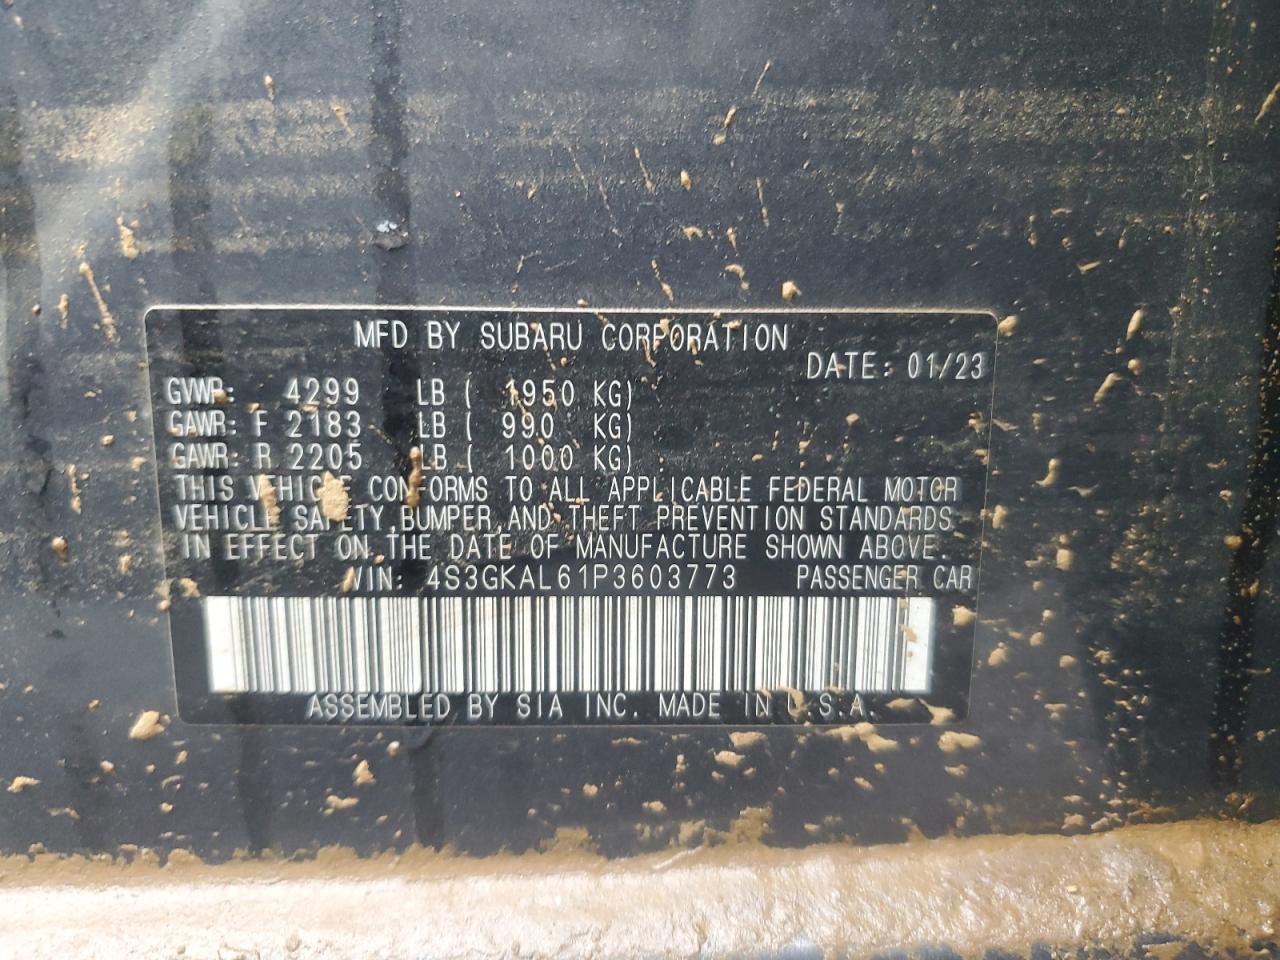 MFD BY SUBARU CORPORATION
DATE: 01/23
GVWR: 4299 LB ( 1950 KG)
GAWR: F 2183 LB ( 990 KG)
GAWR R 2205 LB ( 1000 KG)
THIS VEHICLE CONFORMS TO ALL APPLICABLE FEDERAL MOTOR
VEHICLE SAFETY,BUMPER,AND THEFT PREVENTION STANDARDS
IN EFFECT ON THE DATE OF MANUFACTURE SHOWN ABOVE.
VIN: 4S3GKAL61P3603773 PASSENGER CAR
ASSEMBLED BY SIA INC. MADE IN U.S.A.